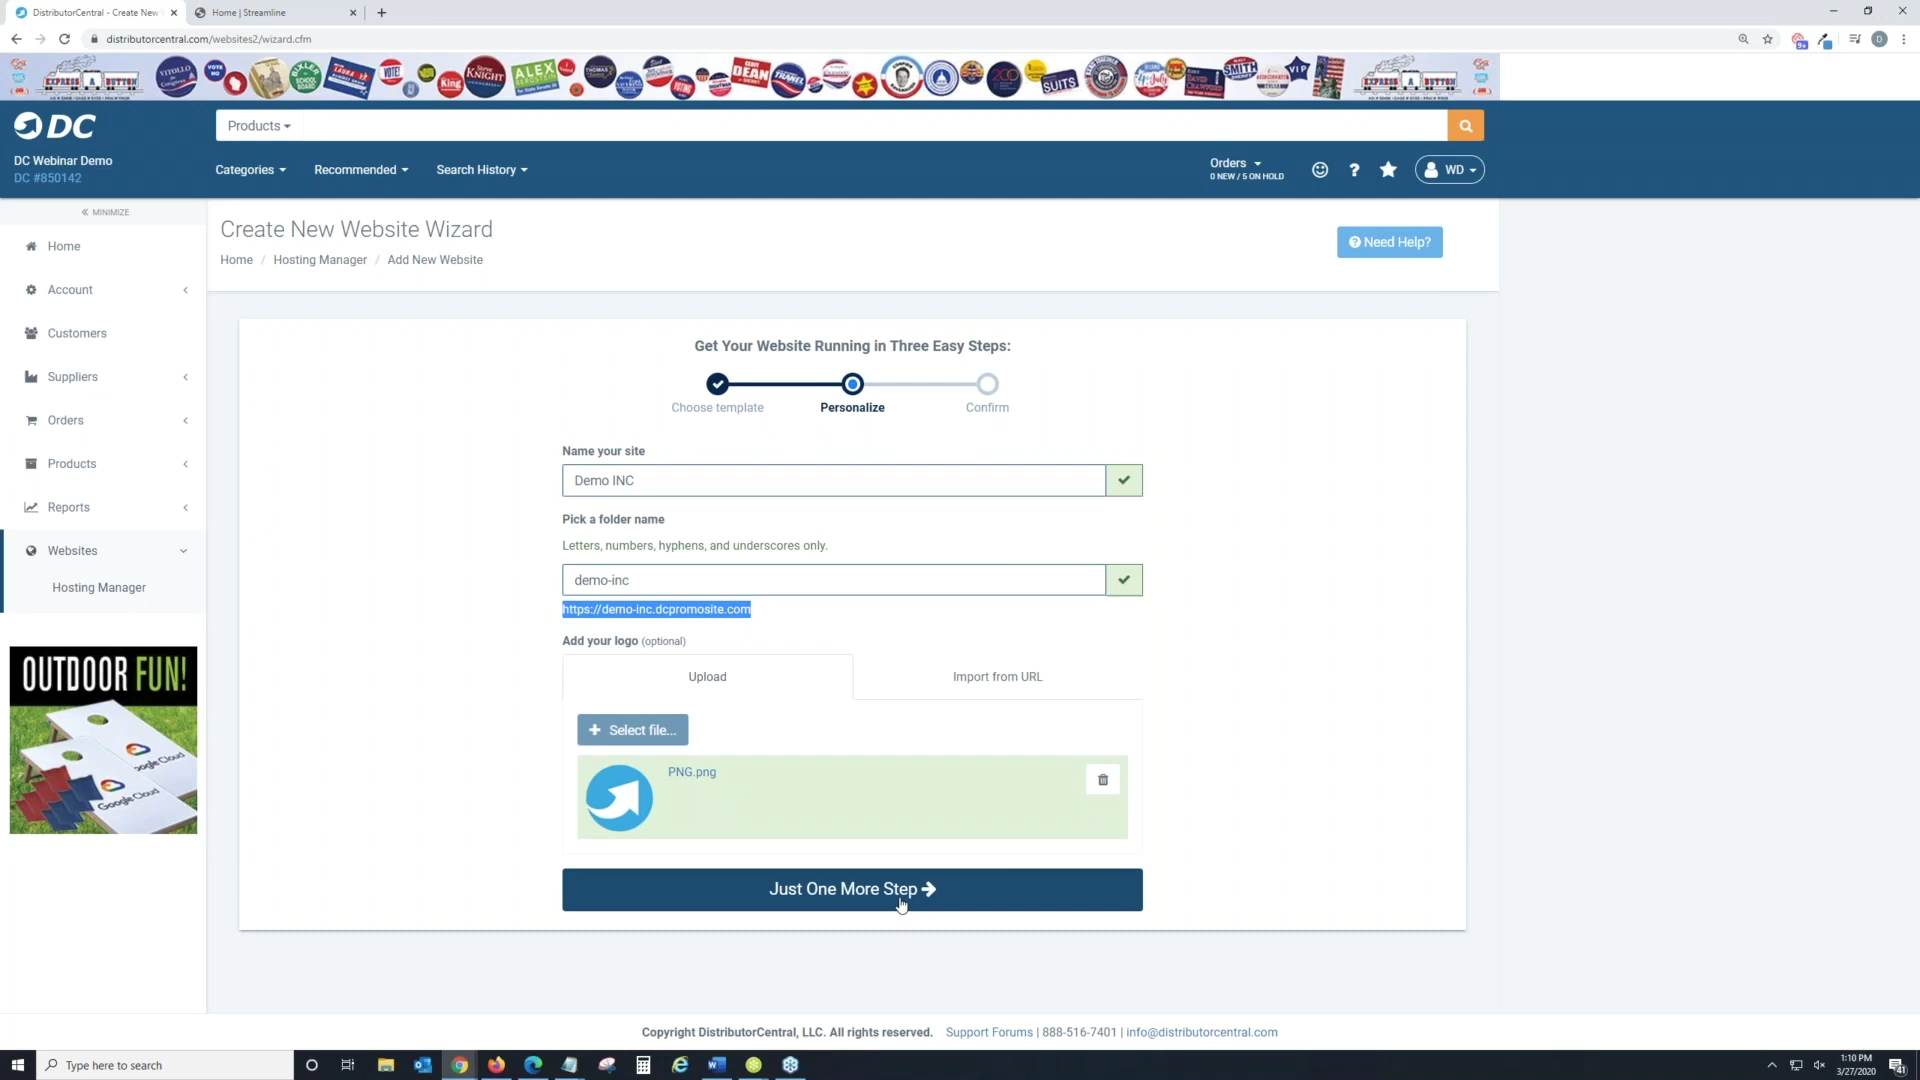 DistributorCentral - Create New
Home | Streamline
distributorcentral.com/websites2/wizard.cfm
DC
DC Webinar Demo
DC #850142
Products
Categories
Recommended
Search History
Orders
0 NEW / 5 ON HOLD
?
WD
MINIMIZE
Home
Account
Customers
Suppliers
Orders
Products
Reports
Websites
Hosting Manager
OUTDOOR FUN!
Google Cloud
Google Cloud
Create New Website Wizard
Home / Hosting Manager / Add New Website
Need Help?
Get Your Website Running in Three Easy Steps:
Choose template
Personalize
Confirm
Name your site
Demo INC
Pick a folder name
Letters, numbers, hyphens, and underscores only.
demo-inc
https://demo-inc.dcpromosite.com
Add your logo (optional)
Upload
Import from URL
+ Select file...
PNG.png
Just One More Step
Copyright DistributorCentral, LLC. All rights reserved. Support Forums | 888-516-7401 | info@distributorcentral.com
Type here to search
1:10 PM
3/27/2020
41